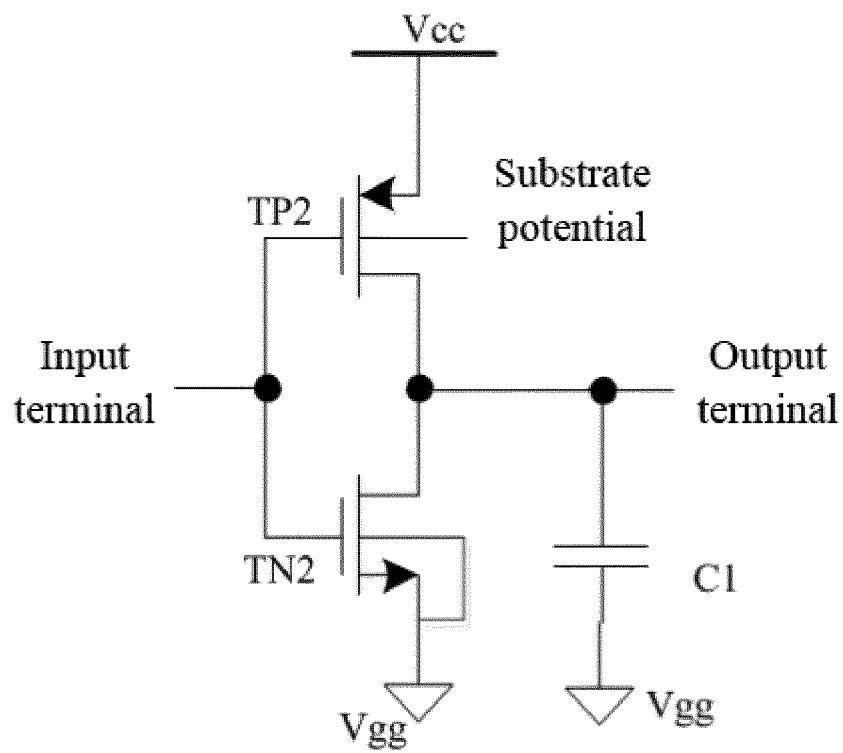 Vcc
Substrate
potential
TP2
Input
terminal
Output
terminal
TN2
C1
Vgg
Vgg